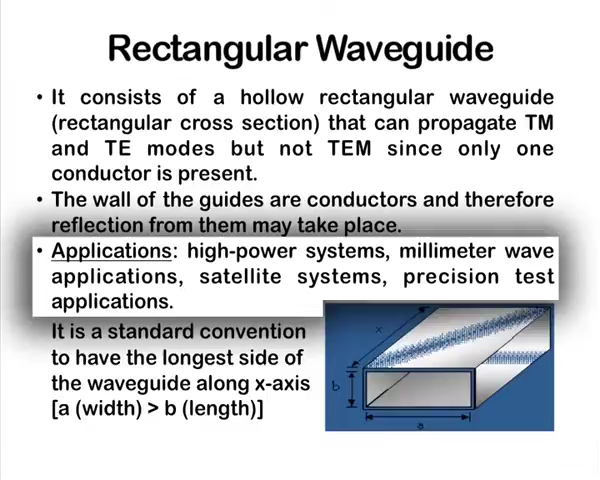 Rectangular Waveguide
• It consists of a hollow rectangular waveguide
(rectangular cross section) that can propagate TM
and TE modes but not TEM since only one
conductor is present.
• The wall of the guides are conductors and therefore
reflection from them may take place.
• Applications: high-power systems, millimeter wave
applications, satellite systems, precision test
applications.
It is a standard convention
to have the longest side of
the waveguide along x-axis
[a (width) > b (length)]
x
b
a